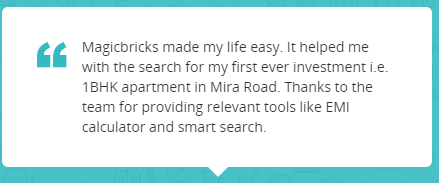 Magicbricks made my life easy. It helped me
with the search for my first ever investment i.e.
1BHK apartment in Mira Road. Thanks to the
team for providing relevant tools like EMI
calculator and smart search.